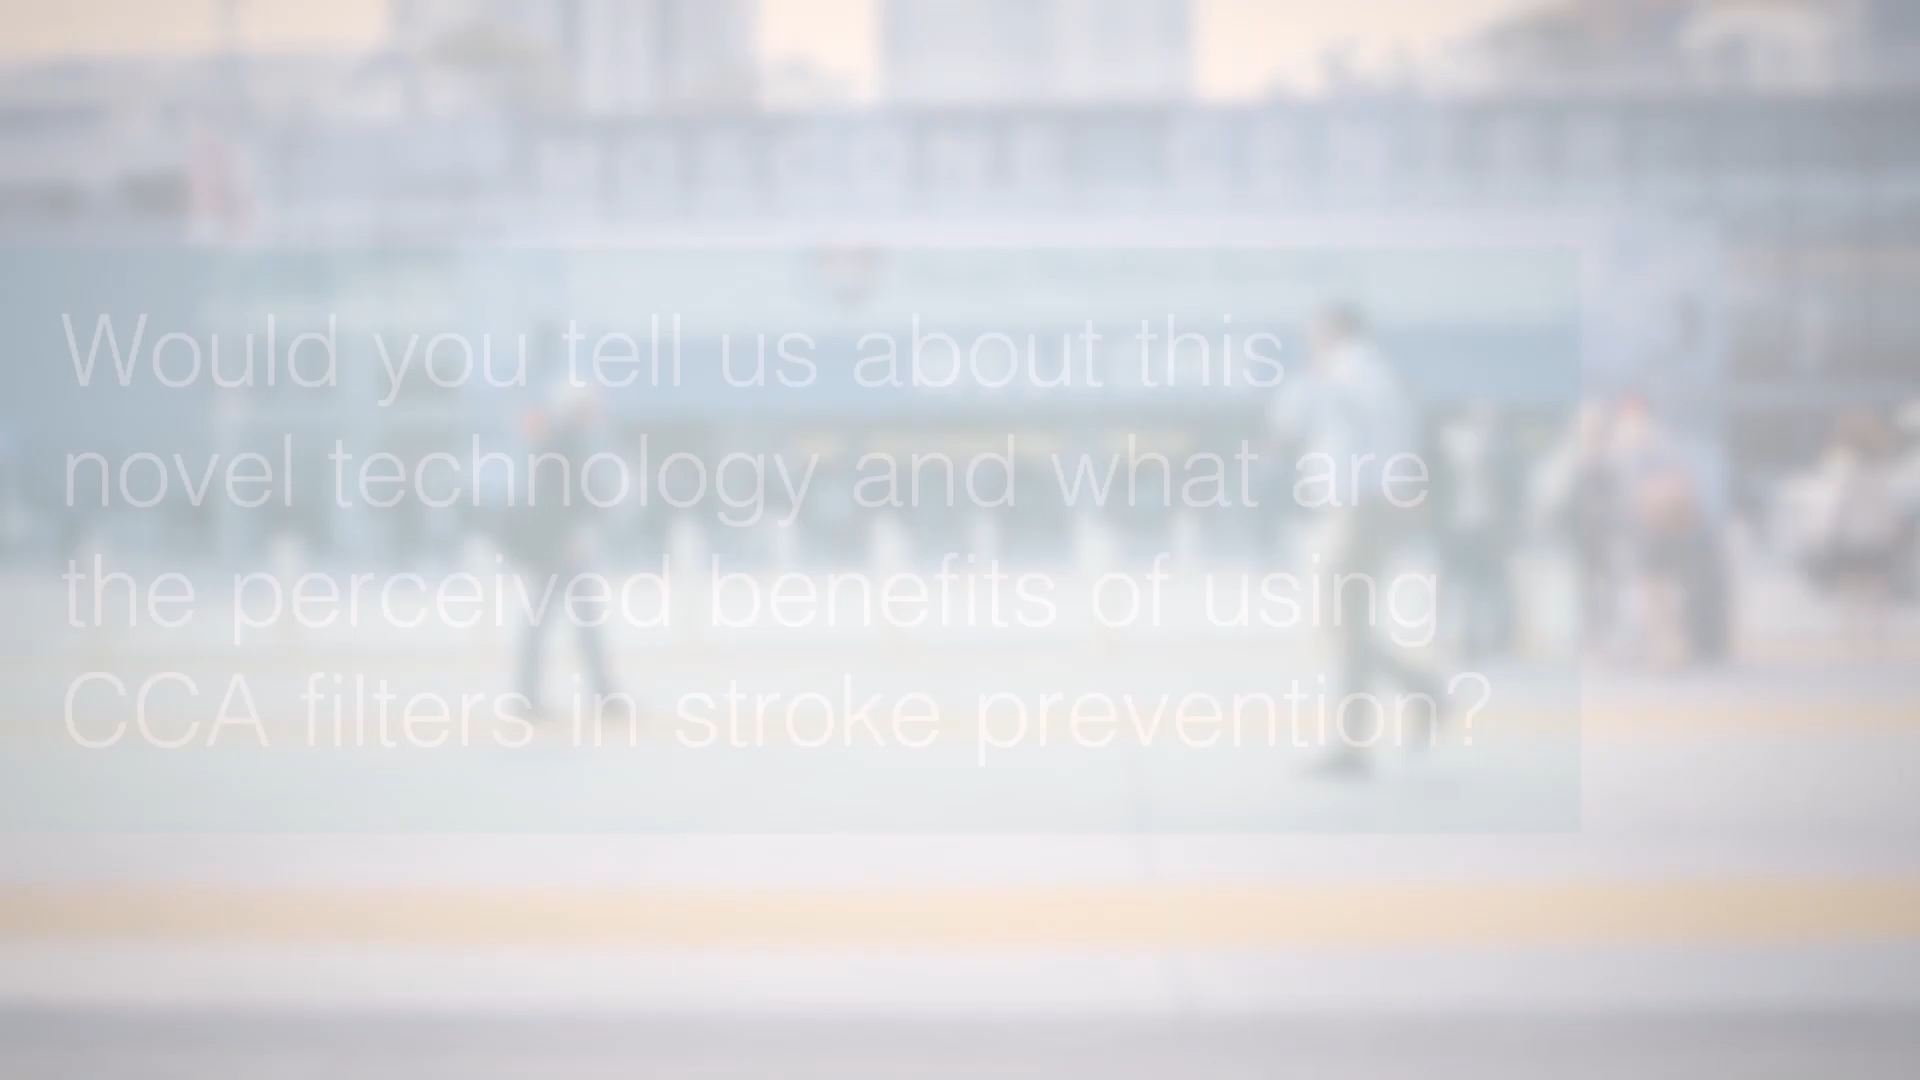 Would you tell us about this
novel technology and what are
the perceived benefits of using
CCA filters in stroke prevention?